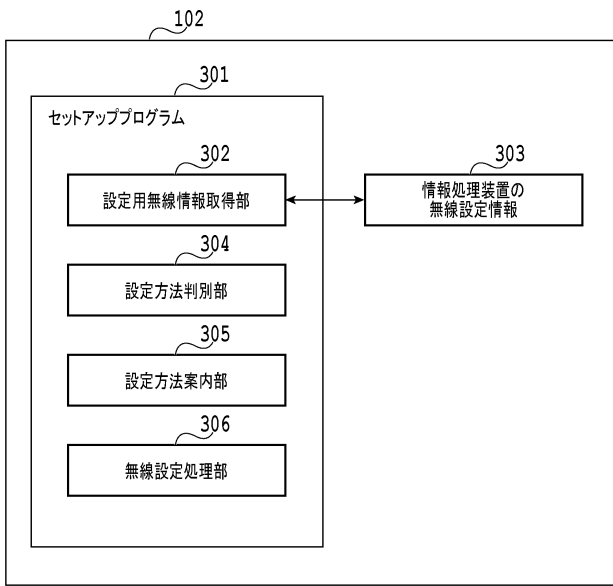 102
301
セットアッププログラム
302
設定用無線情報取得部
303
情報処理装置の
無線設定情報
304
設定方法判別部
305
設定方法案内部
306
無線設定処理部